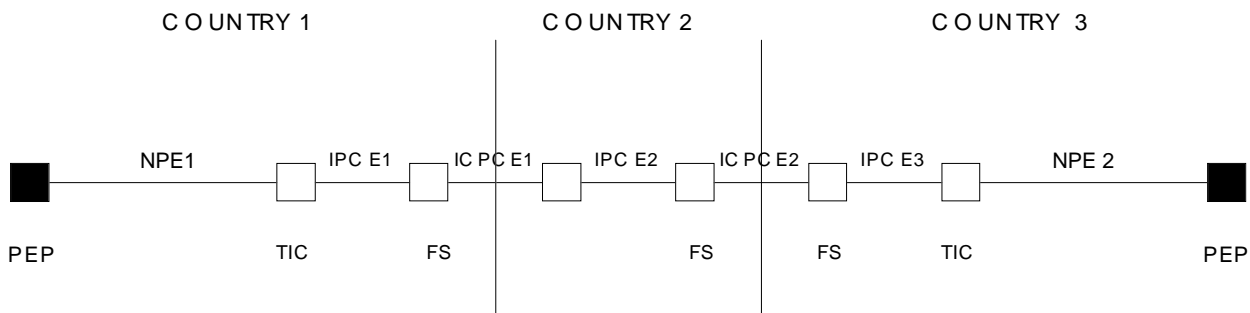 COUNTRY 1 COUNTRY 2 COUNTRY 3
NPE1 IPCE1 ICPCE1 IPCE2 ICPCE2 IPCE3 NPE2
PEP TIC FS FS FS TIC PEP